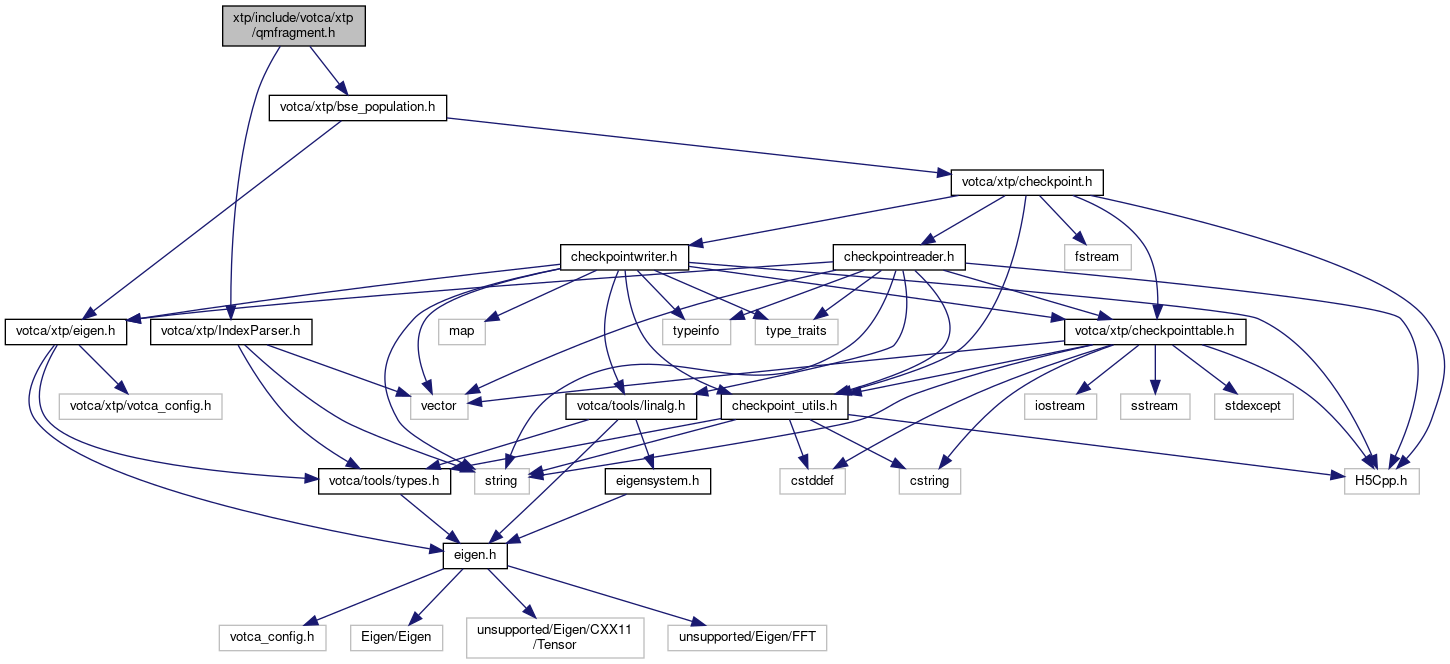 xtp/include/votca/xtp
/qmfragment.h
votca/xtp/bse_population.h
votca/xtp/checkpoint.h
checkpointwriter.h
checkpointreader.h
fstream
votca/xtp/eigen.h
votca/xtp/IndexParser.h
map
typeinfo
type_traits
votca/xtp/checkpointtable.h
votca/xtp/votca_config.h
vector
votca/tools/linalg.h
checkpoint_utils.h
iostream
sstream
stdexcept
votca/tools/types.h
string
eigensystem.h
cstddef
cstring
H5Cpp.h
eigen.h
votca_config.h
Eigen/Eigen
unsupported/Eigen/CXX11
/Tensor
unsupported/Eigen/FFT